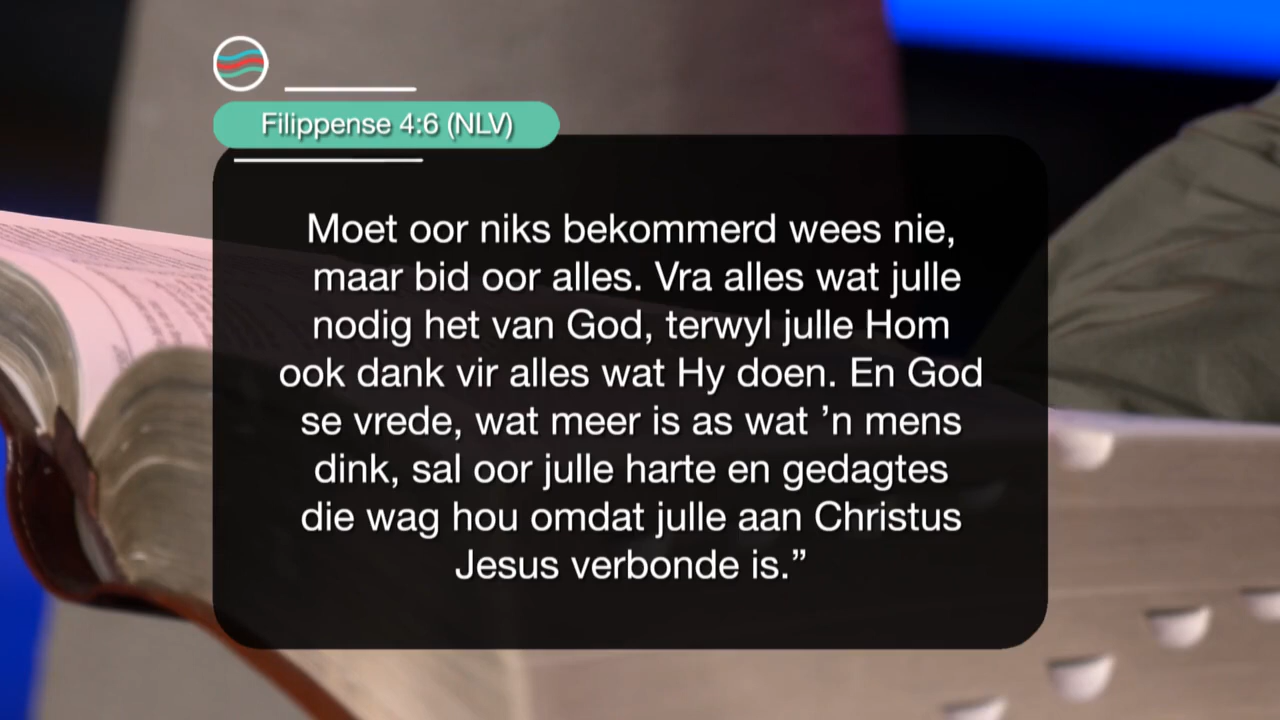 Filippense 4:6 (NLV)
Moet oor niks bekommerd wees nie,
maar bid oor alles. Vra alles wat julle
nodig het van God, terwyl julle Hom
ook dank vir alles wat Hy doen. En God
se vrede, wat meer is as wat ’n mens
dink, sal oor julle harte en gedagtes
die wag hou omdat julle aan Christus
Jesus verbonde is.”